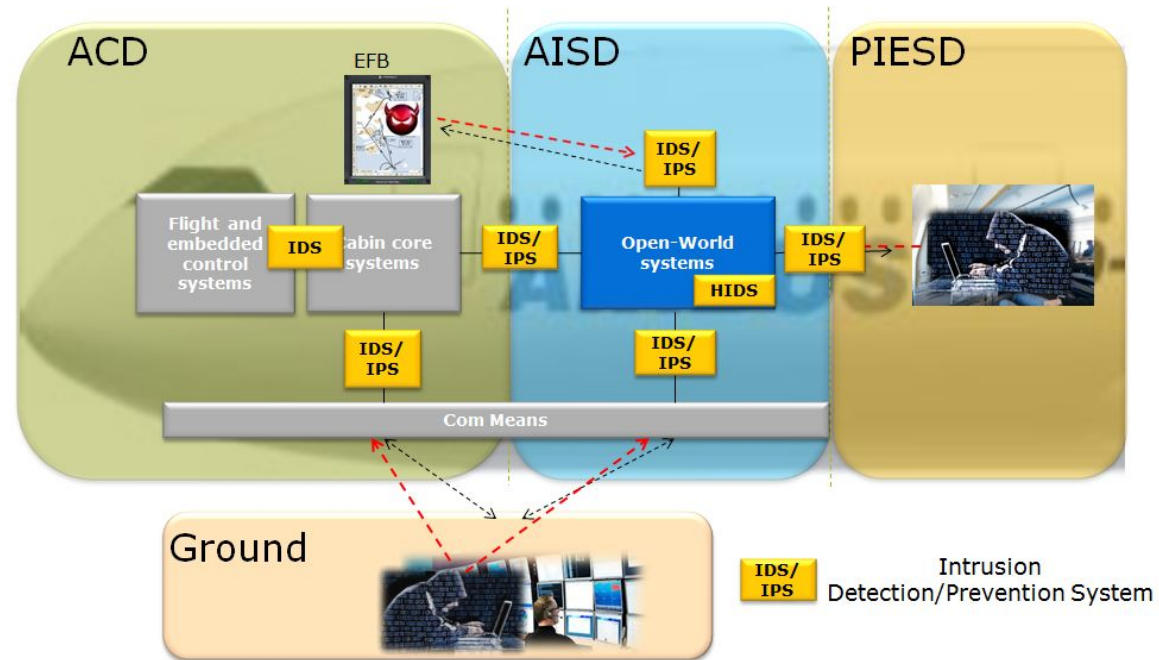 ACD
AISD
PIESD
EFB
IDS/
IPS
Flight and
embedded
control
systems
IDS
Cabin core
systems
IDS/
IPS
Open-World
systems
HIDS
IDS/
IPS
IDS/
IPS
IDS/
IPS
Com Means
Ground
IDS/
IPS
Intrusion
Detection/Prevention System